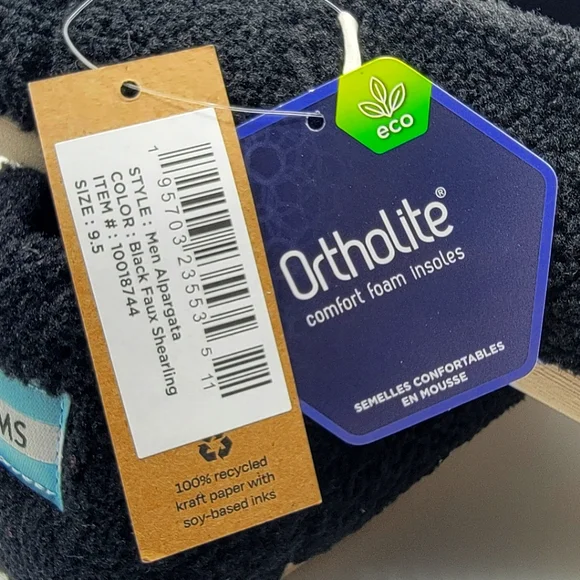 STYLE : Men Alpargata
COLOR : Black Faux Shearling
ITEM # : 10018744
SIZE : 9.5
1 95703 23553 5 11
100% recycled
kraft paper with
soy-based inks
eco
Ortholite®
comfort foam insoles
SEMELLES CONFORTABLES
EN MOUSSE
MS